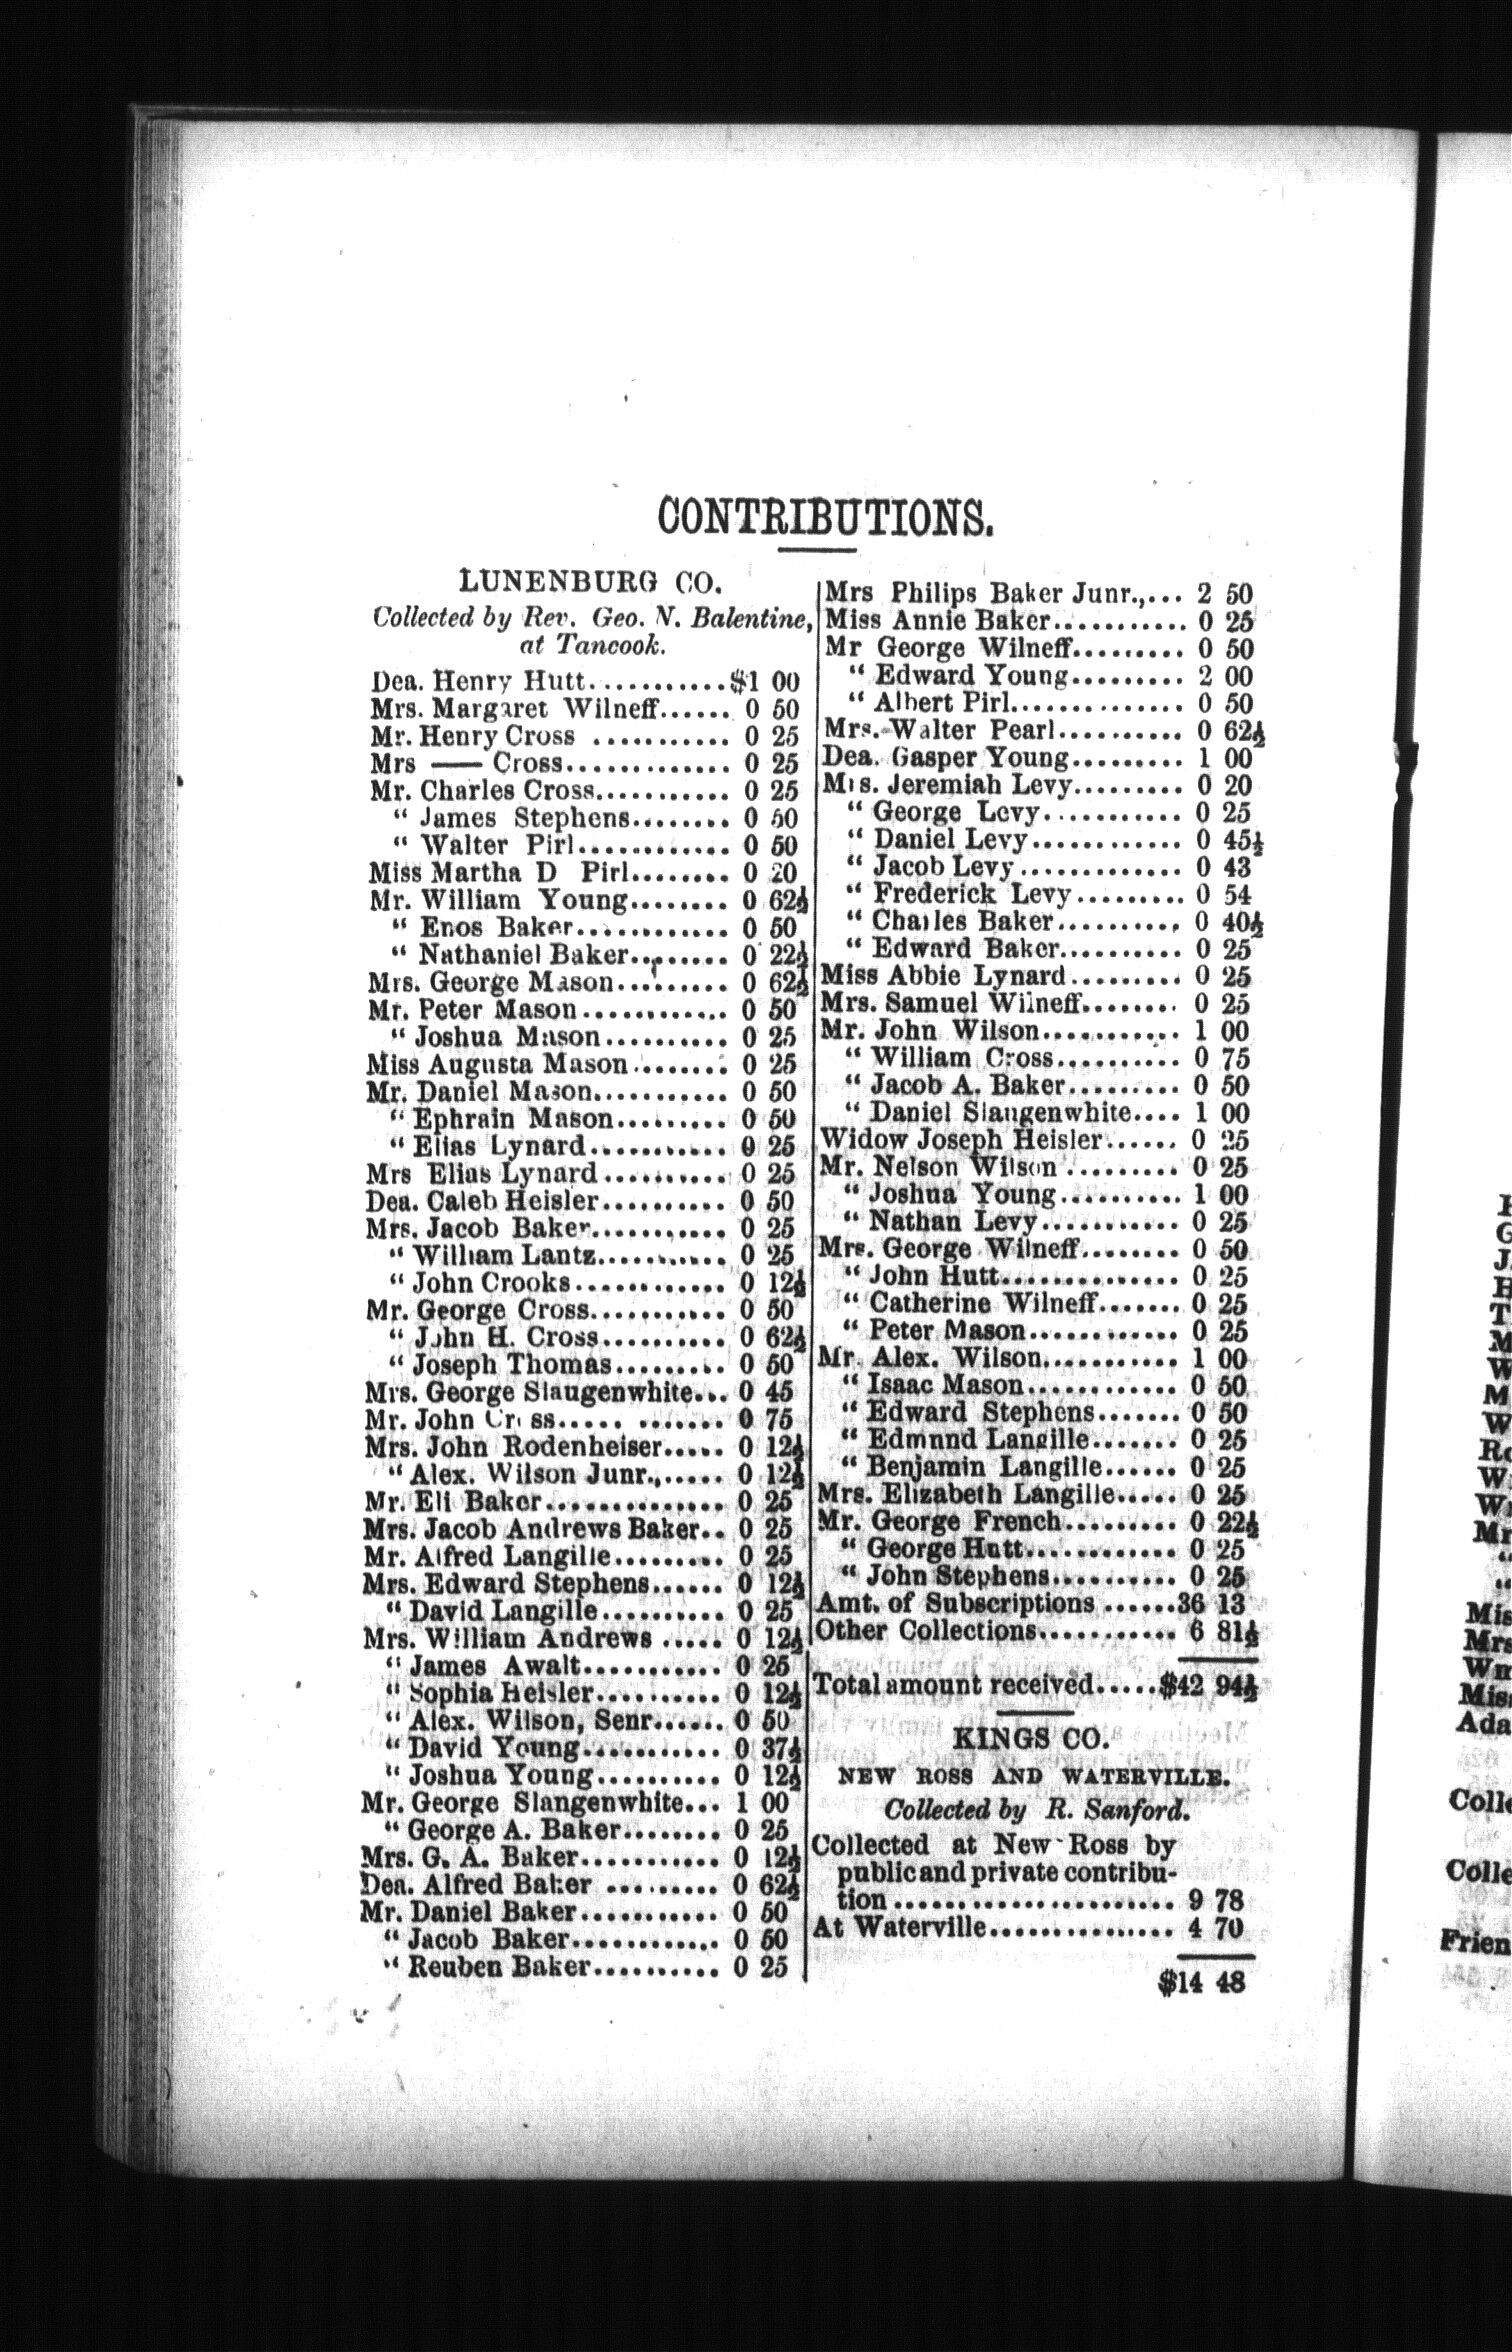 CONTRIBUTIONS.
LUNENBURG CO.
Collected by Rev. Geo. N. Balentine,
at Tancook.
Dea. Henry Hutt............$1 00
Mrs. Margaret Wilneff...... 0 50
Mr. Henry Cross ........... 0 25
Mrs —— Cross.............. 0 25
Mr. Charles Cross............ 0 25
" James Stephens........ 0 50
" Walter Pirl............. 0 50
Miss Martha D Pirl........ 0 20
Mr. William Young........ 0 62½
" Enos Baker............. 0 50
" Nathaniel Baker........ 0 22½
Mrs. George Mason.......... 0 62½
Mr. Peter Mason............. 0 50
" Joshua Mason........... 0 25
Miss Augusta Mason........ 0 25
Mr. Daniel Mason............ 0 50
" Ephrain Mason.......... 0 50
" Elias Lynard............ 0 25
Mrs Elias Lynard........... 0 25
Dea. Caleb Heisler........... 0 50
Mrs. Jacob Baker............ 0 25
" William Lantz........... 0 25
" John Crooks............. 0 12½
Mr. George Cross............ 0 50
" John H. Cross........... 0 62½
" Joseph Thomas.......... 0 50
Mrs. George Slaugenwhite... 0 45
Mr. John Cross..... ....... 0 75
Mrs. John Rodenheiser..... 0 12½
" Alex. Wilson Junr.,..... 0 12½
Mr. Eli Baker............... 0 25
Mrs. Jacob Andrews Baker.. 0 25
Mr. Alfred Langille.......... 0 25
Mrs. Edward Stephens...... 0 12½
" David Langille........... 0 25
Mrs. William Andrews ..... 0 12½
" James Awalt............ 0 25
" Sophia Heisler........... 0 12½
" Alex. Wilson, Senr...... 0 50
" David Young............ 0 37½
" Joshua Young........... 0 12½
Mr. George Slangenwhite... 1 00
" George A. Baker........ 0 25
Mrs. G. A. Baker............ 0 12½
Dea. Alfred Baker .......... 0 62½
Mr. Daniel Baker............ 0 50
" Jacob Baker............. 0 50
" Reuben Baker........... 0 25
Mrs Philips Baker Junr.,... 2 50
Miss Annie Baker............ 0 25
Mr George Wilneff.......... 0 50
" Edward Young.......... 2 00
" Albert Pirl................ 0 50
Mrs. Walter Pearl........... 0 62½
Dea. Gasper Young.......... 1 00
Mrs. Jeremiah Levy.......... 0 20
" George Levy............ 0 25
" Daniel Levy............. 0 45½
" Jacob Levy.............. 0 43
" Frederick Levy.......... 0 54
" Charles Baker........... 0 40½
" Edward Baker........... 0 25
Miss Abbie Lynard.......... 0 25
Mrs. Samuel Wilneff......... 0 25
Mr. John Wilson............. 1 00
" William Cross............ 0 75
" Jacob A. Baker.......... 0 50
" Daniel Slaugenwhite.... 1 00
Widow Joseph Heisler...... 0 25
Mr. Nelson Wilson .......... 0 25
" Joshua Young........... 1 00
" Nathan Levy............ 0 25
Mrs. George Wilneff........ 0 50
" John Hutt............... 0 25
" Catherine Wilneff....... 0 25
" Peter Mason............. 0 25
Mr. Alex. Wilson............ 1 00
" Isaac Mason............. 0 50
" Edward Stephens....... 0 50
" Edmnnd Langille....... 0 25
" Benjamin Langille...... 0 25
Mrs. Elizabeth Langille..... 0 25
Mr. George French.......... 0 22½
" George Hutt............. 0 25
" John Stephens........... 0 25
Amt. of Subscriptions ......36 13
Other Collections............ 6 81½
Total amount received.....$42 94½
KINGS CO.
NEW ROSS AND WATERVILLE.
Collected by R. Sanford.
Collected at New Ross by
public and private contribu-
tion ........................ 9 78
At Waterville................ 4 70
$14 48